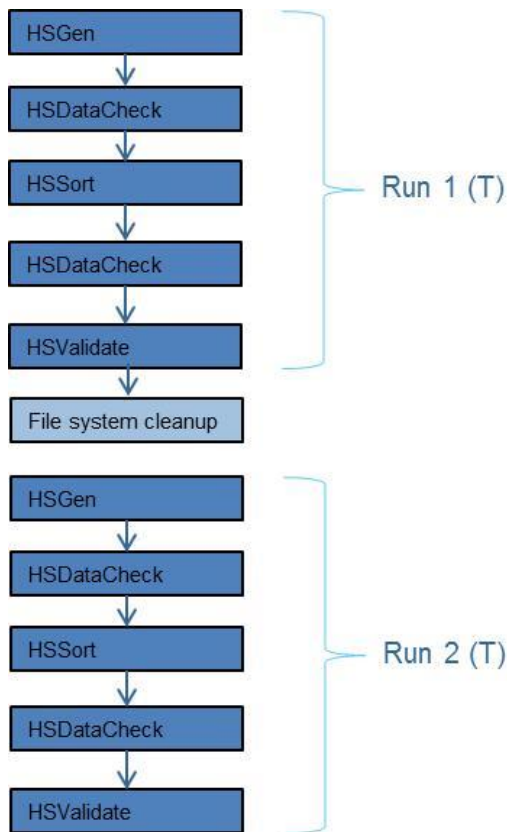 HSGen
HSDataCheck
HSSort
HSDataCheck
HSValidate
Run 1 (T)
File system cleanup
HSGen
HSDataCheck
HSSort
HSDataCheck
HSValidate
Run 2 (T)